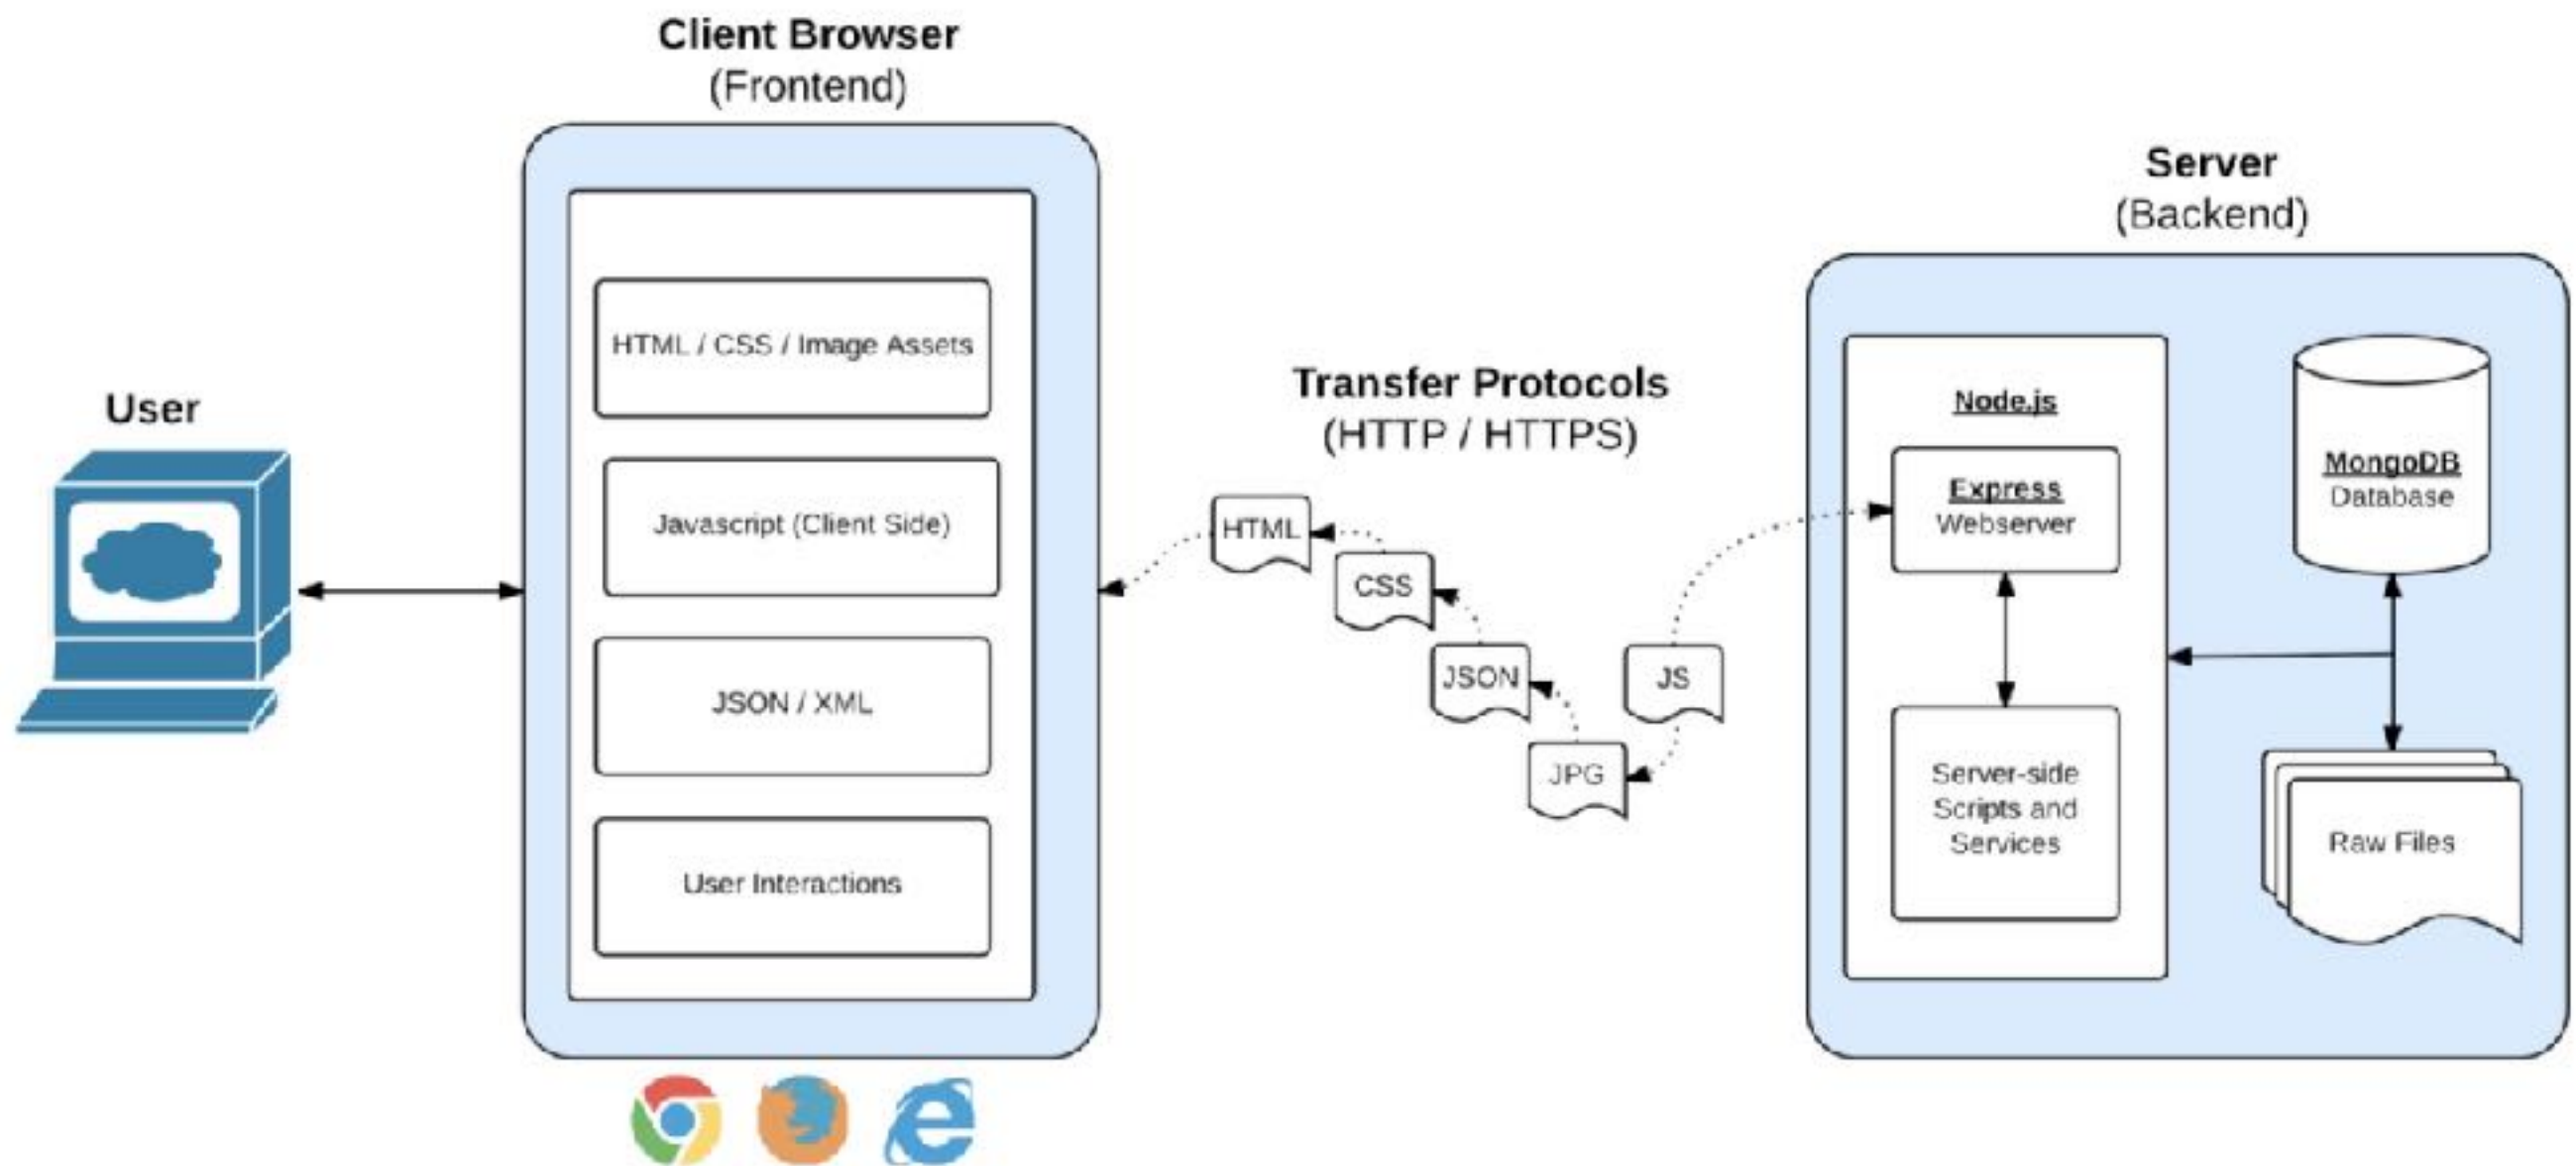 Client Browser
(Frontend)
User
HTML / CSS / Image Assets
Javascript (Client Side)
JSON / XML
User Interactions
Transfer Protocols
(HTTP / HTTPS)
HTML
CSS
JSON
JPG
JS
Server
(Backend)
Node.js
Express
Webserver
Server-side
Scripts and
Services
MongoDB
Database
Raw Files